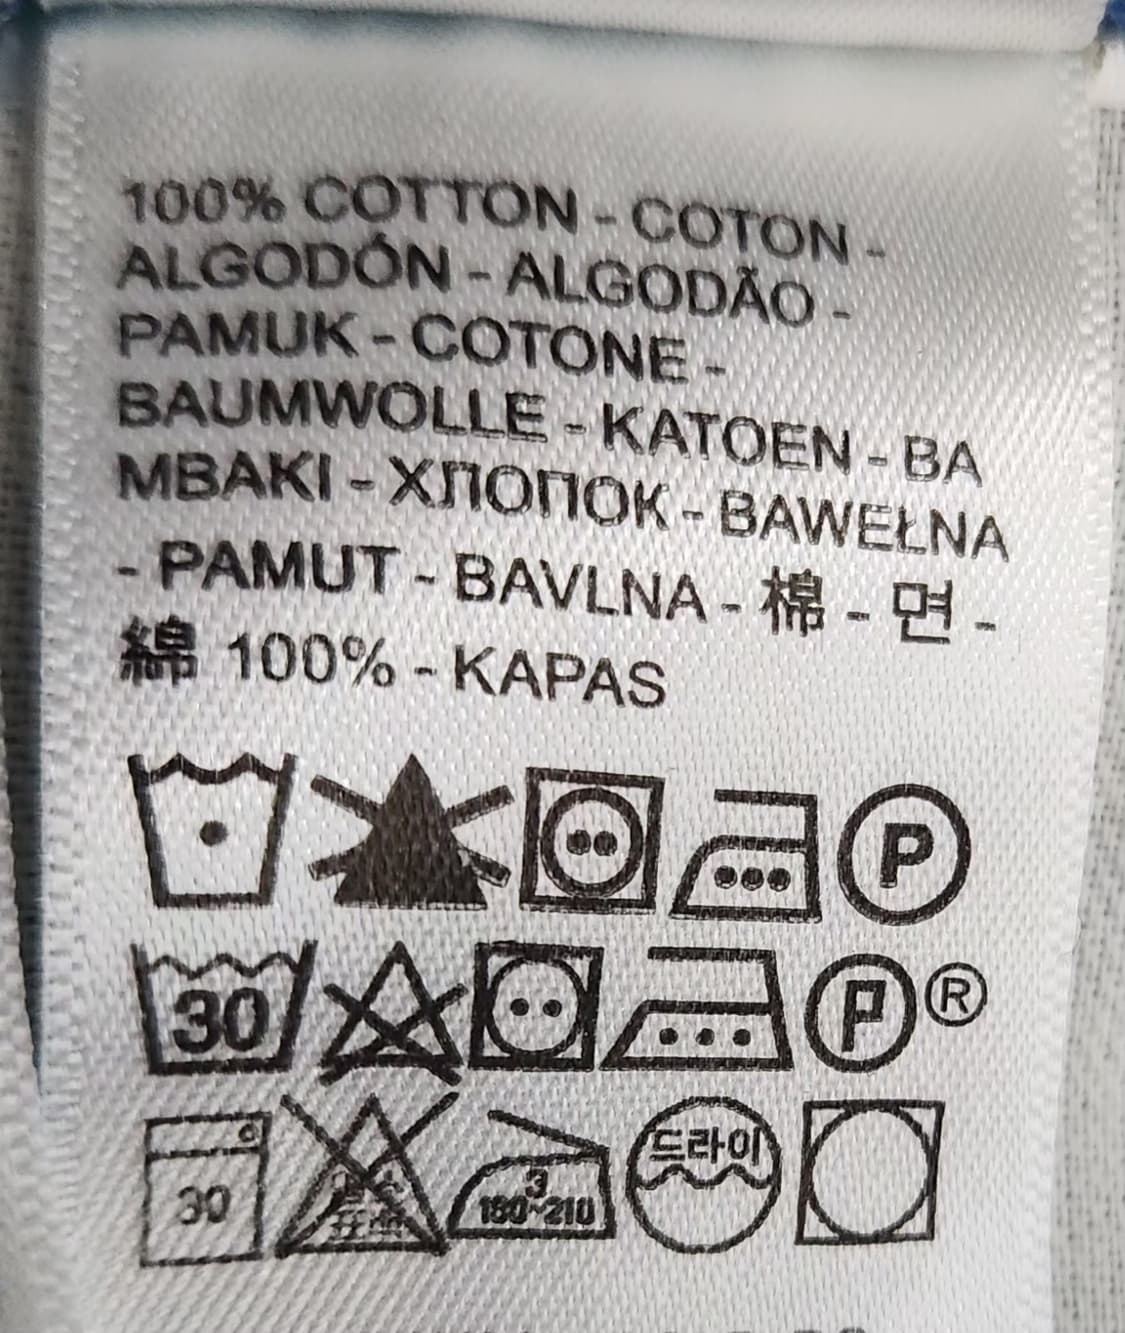 100% COTTON - COTON -
ALGODÓN - ALGODÃO -
PAMUK - COTONE -
BAUMWOLLE - KATOEN - BA
MBAKI - ХЛОПОК - BAWEŁNA
- PAMUT - BAVLNA - 棉 - 면 -
綿 100% - KAPAS
P
30 P ®
드라이
30 3
180~210